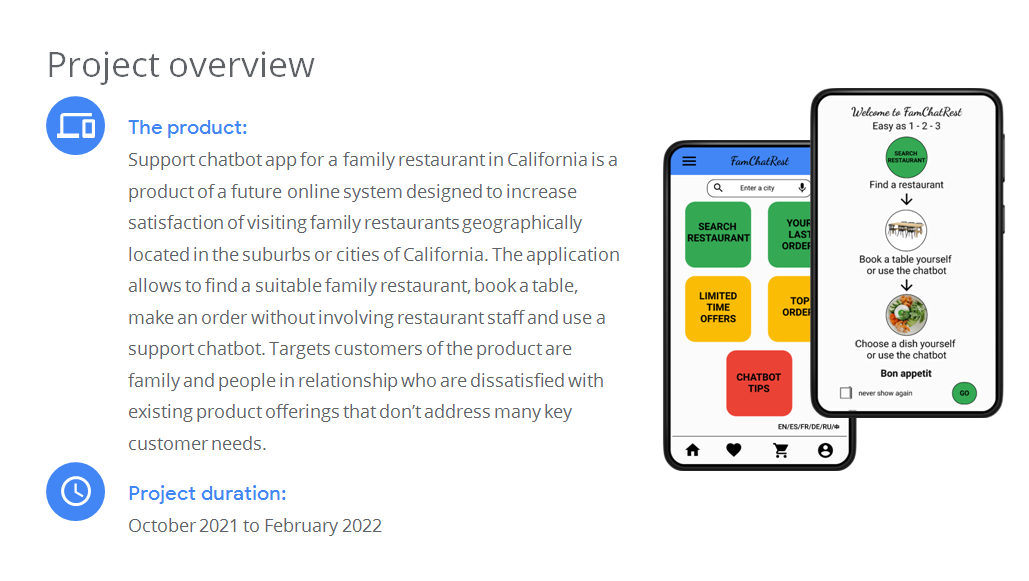 Project overview
The product:
Support chatbot app for a family restaurant in California is a
product of a future online system designed to increase
satisfaction of visiting family restaurants geographically
located in the suburbs or cities of California. The application
allows to find a suitable family restaurant, book a table,
make an order without involving restaurant staff and use a
support chatbot. Targets customers of the product are
family and people in relationship who are dissatisfied with
existing product offerings that don't address many key
customer needs.
Project duration:
October 2021 to February 2022
FamChatRest
Enter a city
SEARCH
RESTAURANT
YOUR
LAST
ORDER
LIMITED
TIME
OFFERS
TOP
ORDER
CHATBOT
TIPS
EN/ES/FR/DE/RU/
Welcome to FamChatRest
Easy as 1 - 2 - 3
SEARCH
RESTAURANT
Find a restaurant
Book a table yourself
or use the chatbot
Choose a dish yourself
or use the chatbot
Bon appetit
never show again
GO